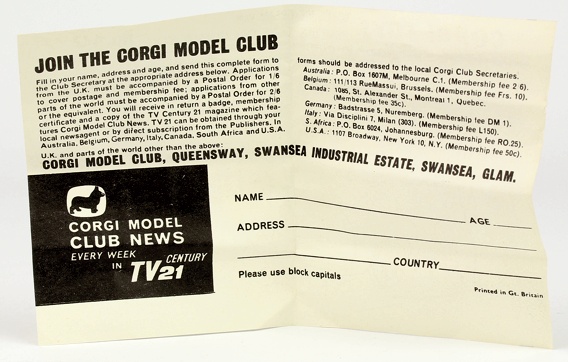 JOIN THE CORGI MODEL CLUB
Fill in your name, address and age, and send this complete form to
the Club Secretary at the appropriate address below. Applications
from the U.K. must be accompanied by a Postal Order for 1/6
to cover postage and membership fee; applications from other
parts of the world must be accompanied by a Postal Order for 2/6
or the equivalent. You will receive in return a badge, membership
certificate and a copy of the TV Century 21 magazine which fea-
tures Corgi Model Club News. TV.21 can be obtained through your
local newsagent or by direct subscription from the Publishers. In
Australia, Belgium, Germany, Italy, Canada, South Africa and U.S.A.
forms should be addressed to the local Corgi Club Secretaries.
Australia: P.O. Box 1607M, Melbourne C.1. (Membership fee 2 6).
Belgium: 111/113 RueMassui, Brussels. (Membership fee Frs. 10).
Canada: 1085, St. Alexander St., Montreal 1, Quebec.
(Membership fee 35c).
Germany: Badstrasse 5, Nuremberg. (Membership fee DM 1).
Italy: Via Disciplini 7, Milan (303). (Membership fee L150).
S. Africa: P.O. Box 6024, Johannesburg. (Membership fee RO.25).
U.S.A.: 1107 Broadway, New York 10, N.Y. (Membership fee 50c).
U.K. and parts of the world other than the above:
CORGI MODEL CLUB, QUEENSWAY, SWANSEA INDUSTRIAL ESTATE, SWANSEA, GLAM.
CORGI MODEL
CLUB NEWS
EVERY WEEK
IN TV CENTURY 21
NAME AGE
ADDRESS
COUNTRY
Please use block capitals
Printed in Gt. Britain